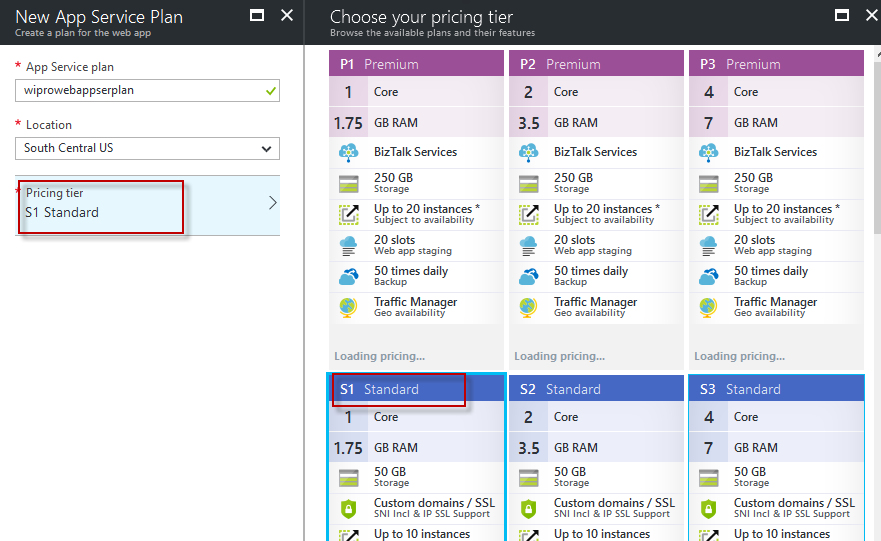 New App Service Plan
Create a plan for the web app
* App Service plan
wiprowebappserplan
* Location
South Central US
* Pricing tier
S1 Standard
Choose your pricing tier
Browse the available plans and their features
P1 Premium
1 Core
1.75 GB RAM
BizTalk Services
250 GB
Storage
Up to 20 instances *
Subject to availability
20 slots
Web app staging
50 times daily
Backup
Traffic Manager
Geo availability
Loading pricing...
P2 Premium
2 Core
3.5 GB RAM
BizTalk Services
250 GB
Storage
Up to 20 instances *
Subject to availability
20 slots
Web app staging
50 times daily
Backup
Traffic Manager
Geo availability
Loading pricing...
P3 Premium
4 Core
7 GB RAM
BizTalk Services
250 GB
Storage
Up to 20 instances *
Subject to availability
20 slots
Web app staging
50 times daily
Backup
Traffic Manager
Geo availability
Loading pricing...
S1 Standard
1 Core
1.75 GB RAM
50 GB
Storage
Custom domains / SSL
SNI Incl & IP SSL Support
Up to 10 instances
S2 Standard
2 Core
3.5 GB RAM
50 GB
Storage
Custom domains / SSL
SNI Incl & IP SSL Support
Up to 10 instances
S3 Standard
4 Core
7 GB RAM
50 GB
Storage
Custom domains / SSL
SNI Incl & IP SSL Support
Up to 10 instances